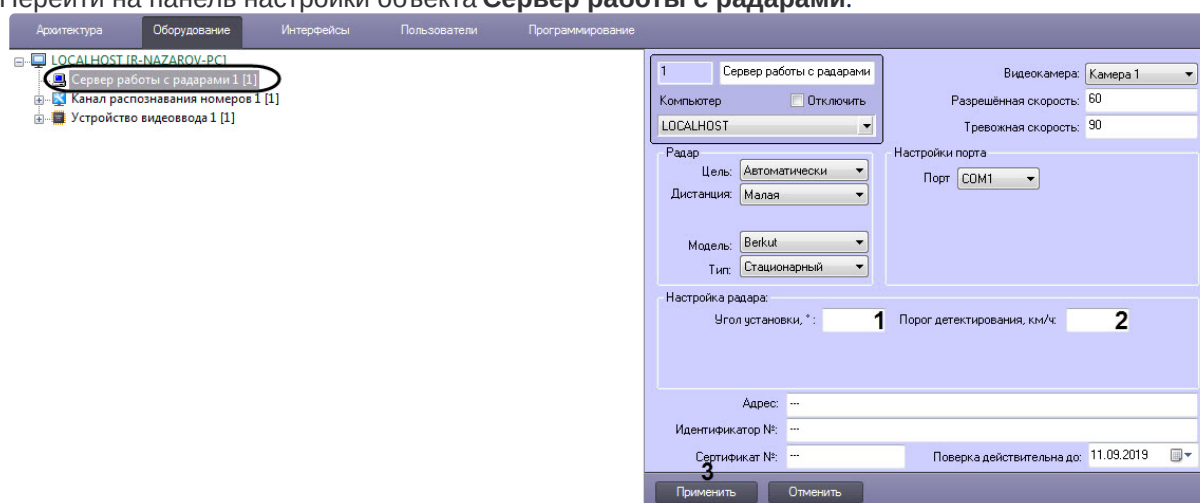 Перейти на панель настройки объекта Сервер работы с радарами.
Архитектура Оборудование Интерфейсы Пользователи Программирование
LOCALHOST [R-NAZAROV-PC]
Сервер работы с радарами 1 [1]
Канал распознавания номеров 1 [1]
Устройство видеоввода 1 [1]
1 Сервер работы с радарами
Компьютер Отключить
LOCALHOST
Видеокамера: Камера 1
Разрешённая скорость: 60
Тревожная скорость: 90
Радар
Цель: Автоматически
Дистанция: Малая
Модель: Berkut
Тип: Стационарный
Настройки порта
Порт COM1
Настройка радара:
Угол установки, ° : 1 Порог детектирования, км/ч: 2
Адрес: ---
Идентификатор №: ---
Сертификат №: --- Поверка действительна до: 11.09.2019
3
Применить Отменить